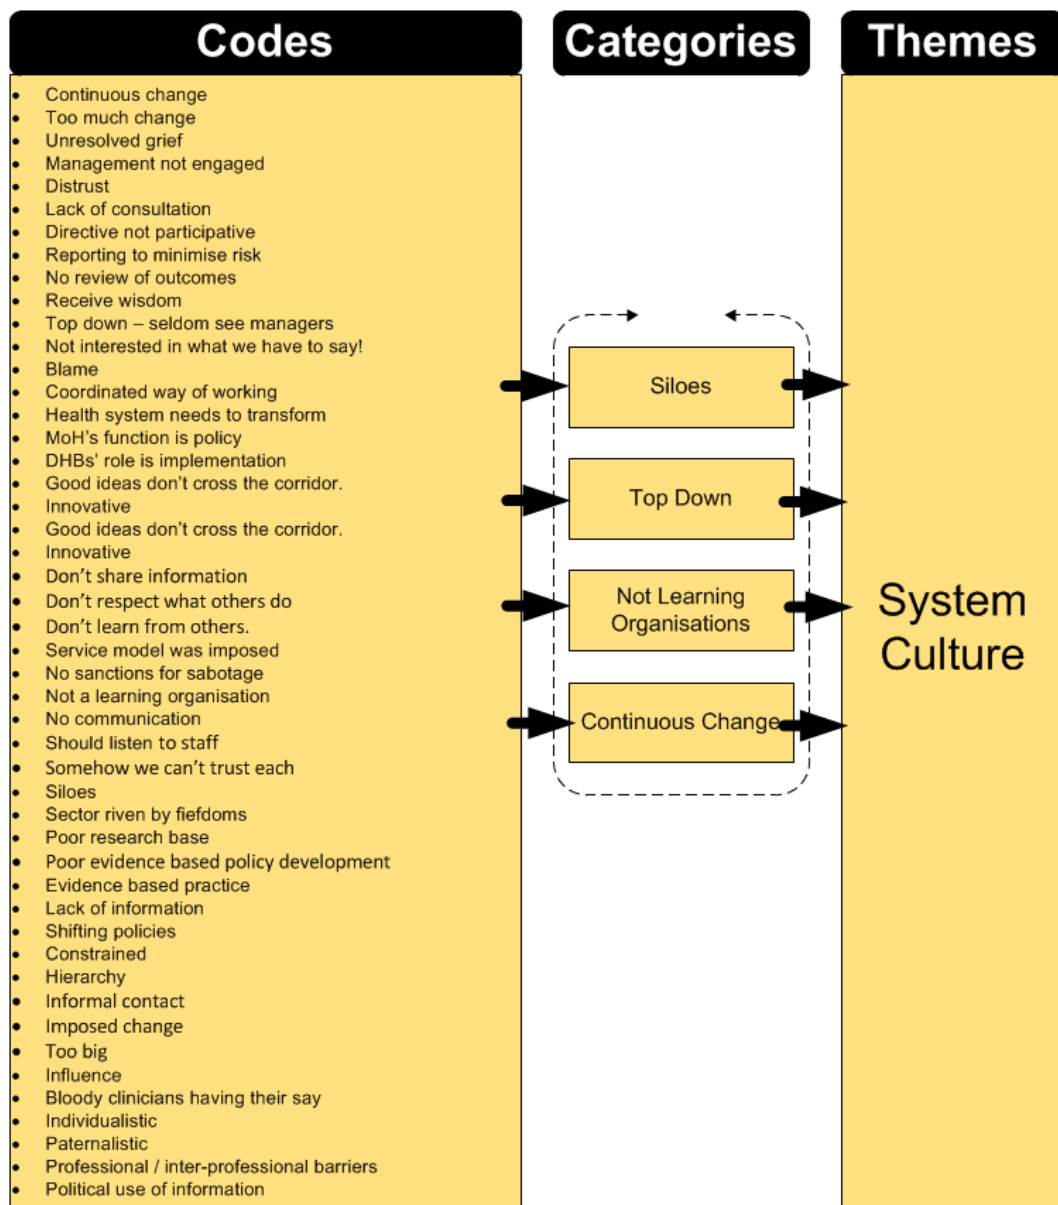 Codes
Continuous change
Too much change
Unresolved grief
Management not engaged
Distrust
Lack of consultation
Directive not participative
Reporting to minimise risk
No review of outcomes
Receive wisdom
Top down – seldom see managers
Not interested in what we have to say!
Blame
Coordinated way of working
Health system needs to transform
MoH's function is policy
DHBs' role is implementation
Good ideas don't cross the corridor.
Innovative
Good ideas don't cross the corridor.
Innovative
Don't share information
Don't respect what others do
Don't learn from others.
Service model was imposed
No sanctions for sabotage
Not a learning organisation
No communication
Should listen to staff
Somehow we can't trust each
Siloes
Sector riven by fiefdoms
Poor research base
Poor evidence based policy development
Evidence based practice
Lack of information
Shifting policies
Constrained
Hierarchy
Informal contact
Imposed change
Too big
Influence
Bloody clinicians having their say
Individualistic
Paternalistic
Professional / inter-professional barriers
Political use of information
Categories
Siloes
Top Down
Not Learning
Organisations
Continuous Change
Themes
System
Culture